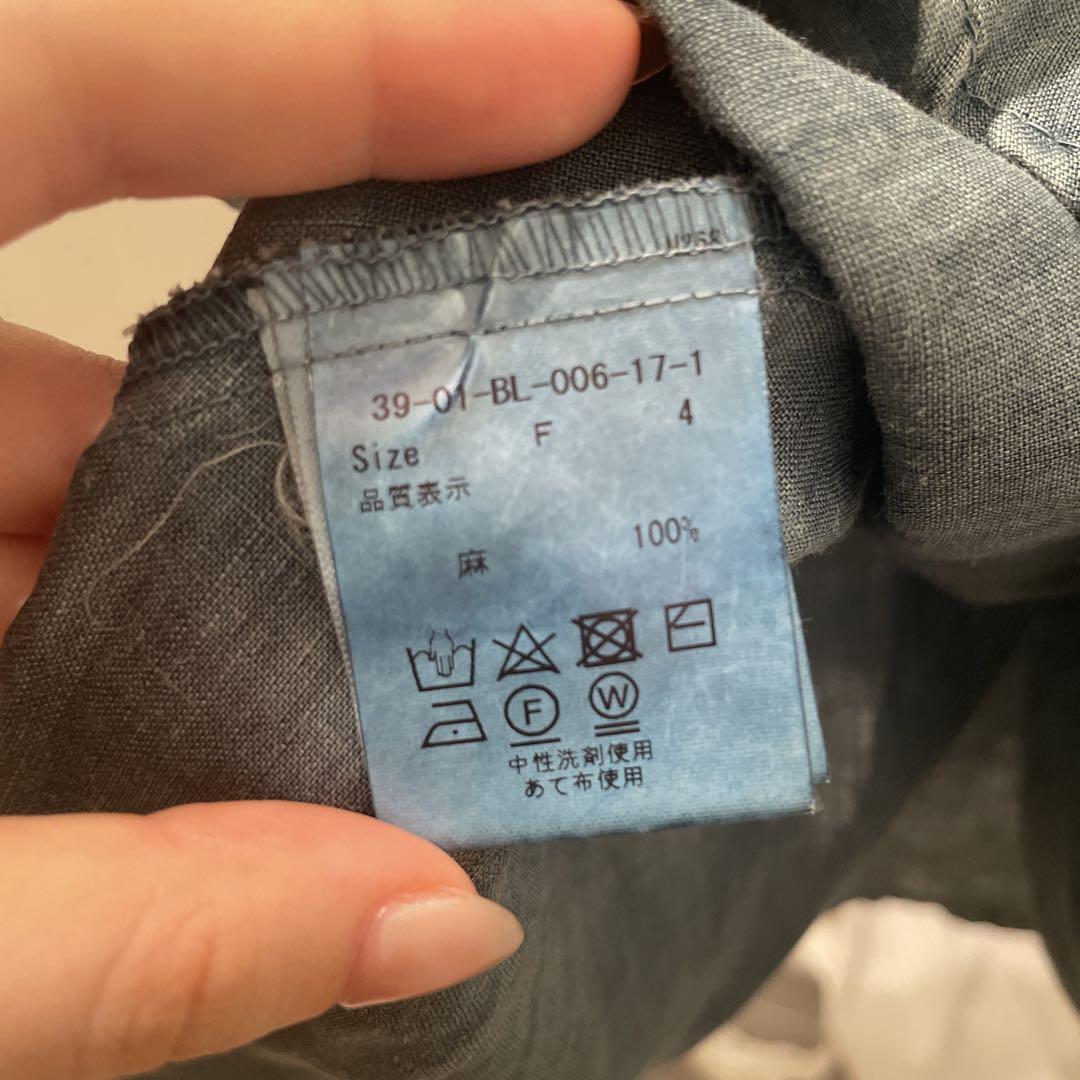 39-01-BL-006-17-1
Size F 4
品質表示
麻 100%
F W
中性洗剤使用
あて布使用